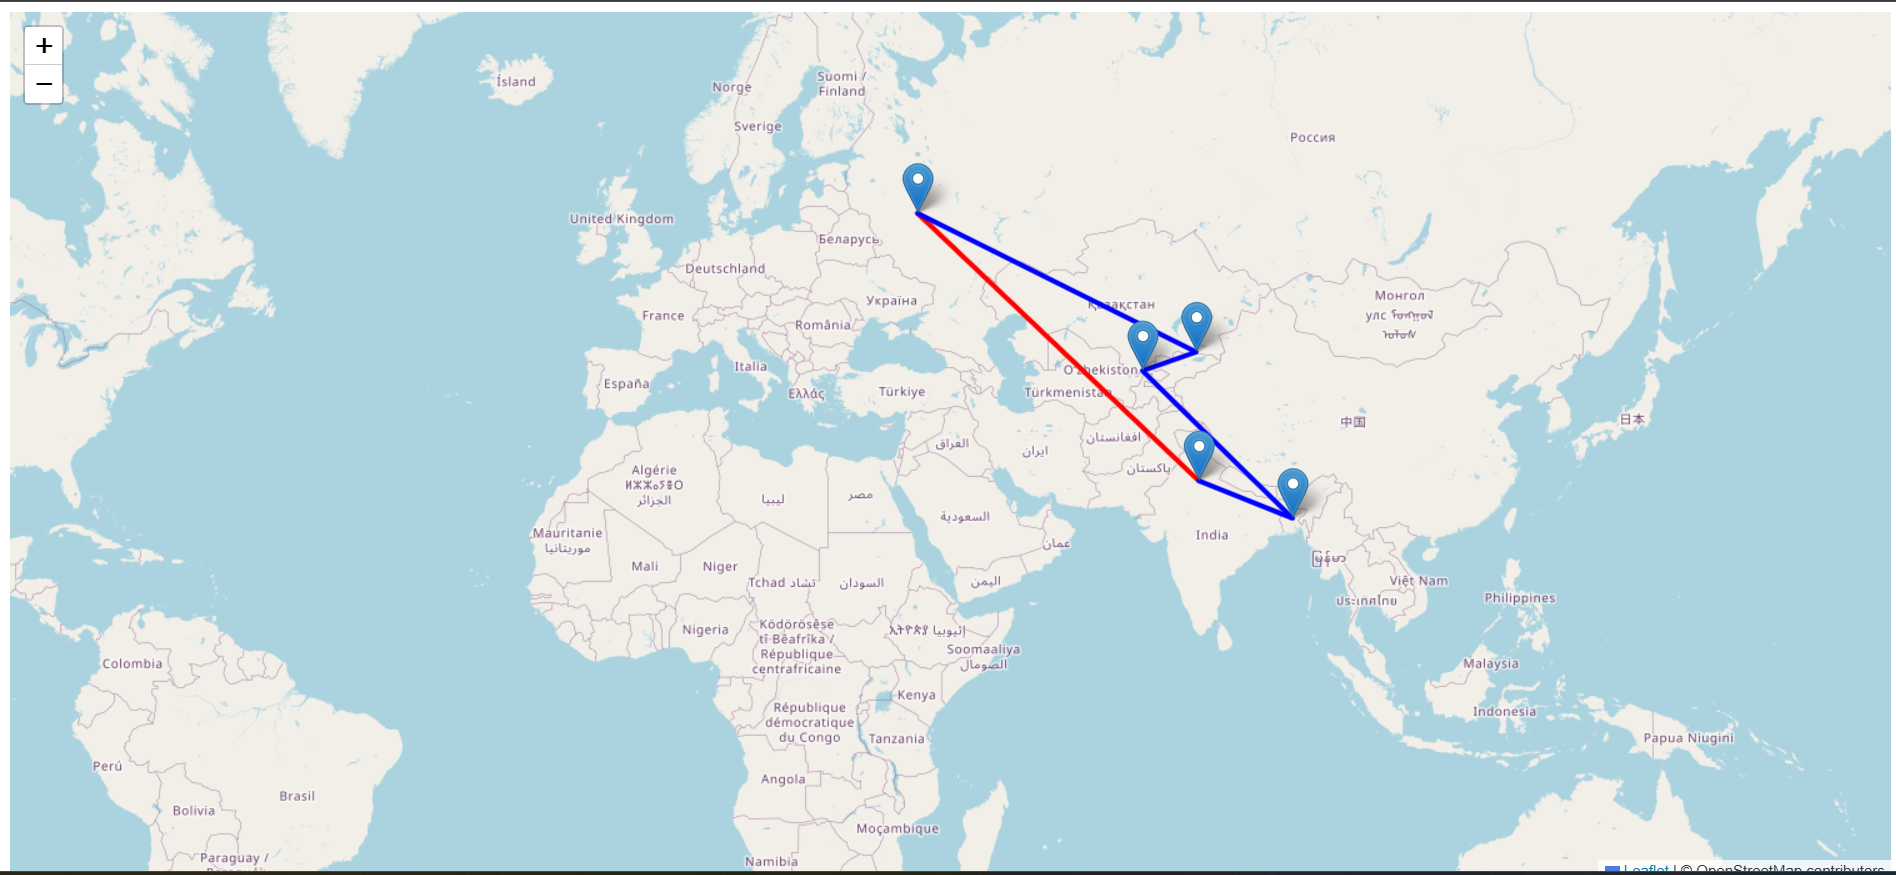 +
−
Ísland
Norge
Suomi /
Finland
Sverige
Россия
United Kingdom
Беларусь
Deutschland
Україна
France
România
Italia
España
Ελλάς
Türkiye
Қазақстан
Монгол
улс
O'zbekiston
Türkmenistan
中国
日本
افغانستان
ایران
العراق
پاکستان
Algérie
ⵍⵣⵣⴰⵢⴻⵔ
الجزائر
ليبيا
مصر
السعودية
عمان
India
Mauritanie
موريتانيا
Mali
Niger
Tchad تشاد
السودان
اليمن
မြန်မာ
Việt Nam
ประเทศไทย
Philippines
Nigeria
Ködörösêse
tî Bêafrîka /
République
centrafricaine
ኢትዮጵያ إثيوبيا
Soomaaliya
الصومال
Colombia
Malaysia
Kenya
République
démocratique
du Congo
Indonesia
Tanzania
Papua Niugini
Perú
Angola
Brasil
Bolivia
Moçambique
Paraguay /
Namibia
Leaflet | © OpenStreetMap contributors